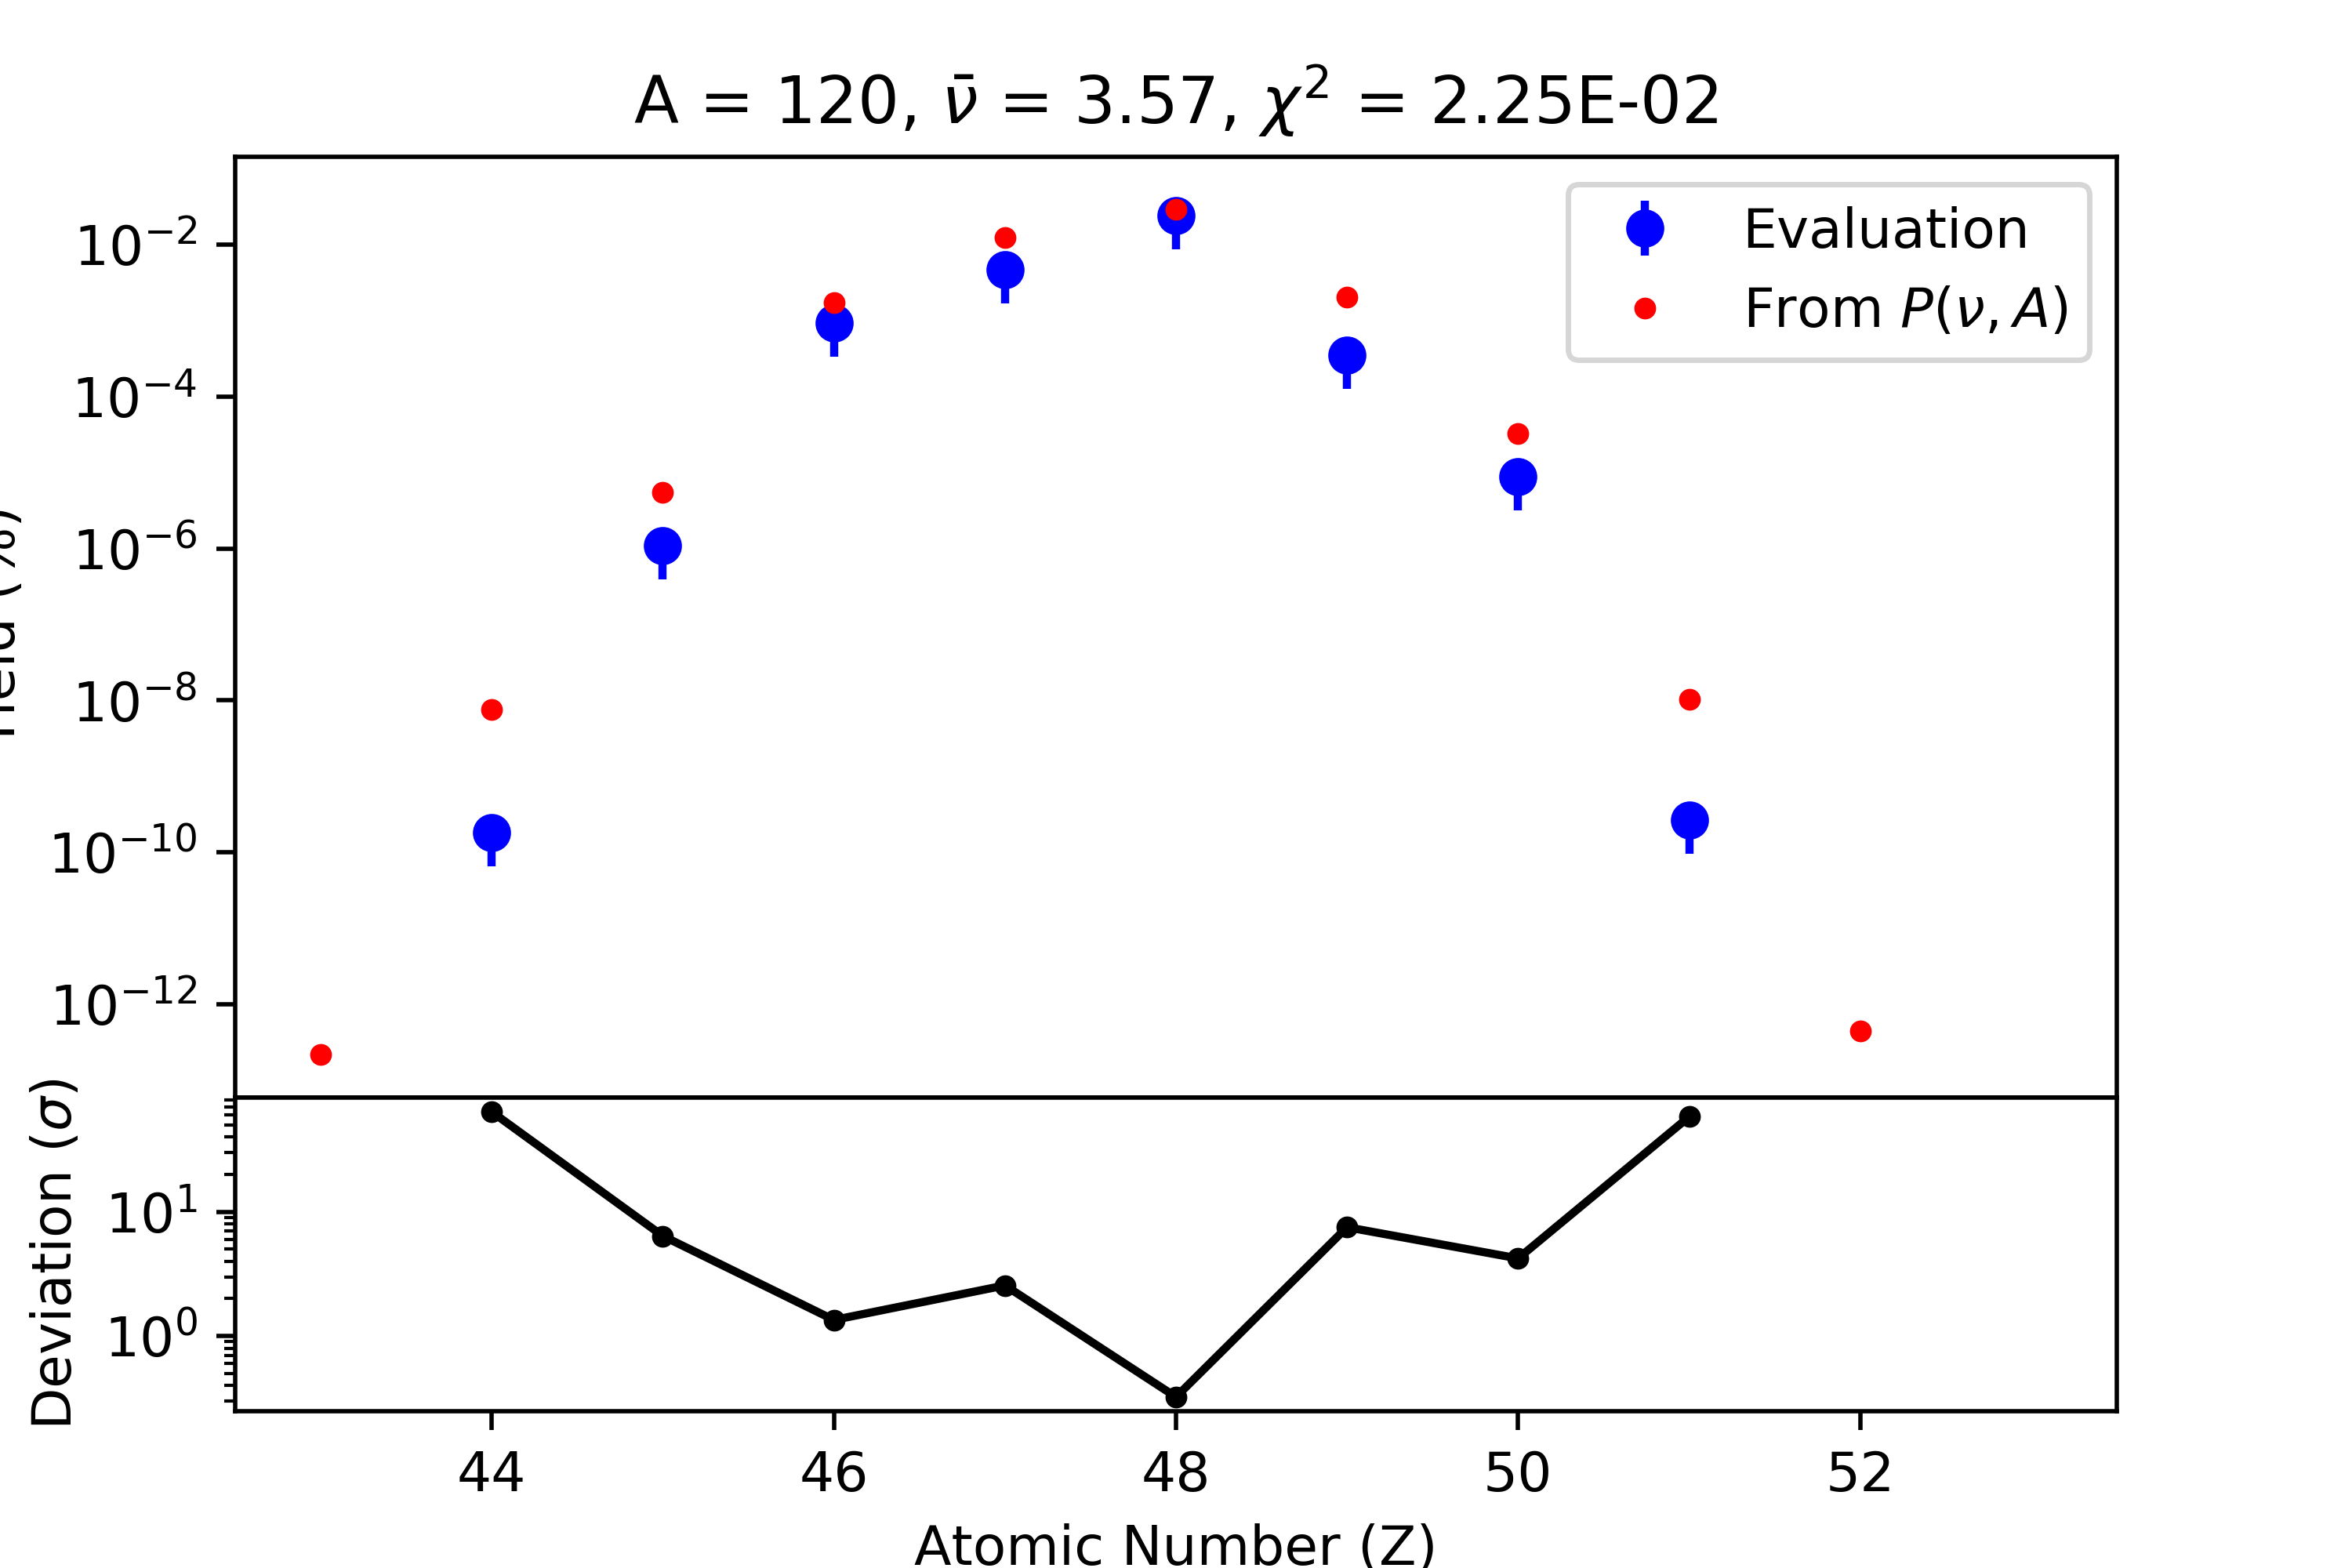 A = 120, ν̄ = 3.57, χ² = 2.25E-02
Evaluation
From P(ν, A)
10⁻²
10⁻⁴
10⁻⁶
10⁻⁸
10⁻¹⁰
10⁻¹²
(%)
Deviation (σ)
10¹
10⁰
44 46 48 50 52
Atomic Number (Z)